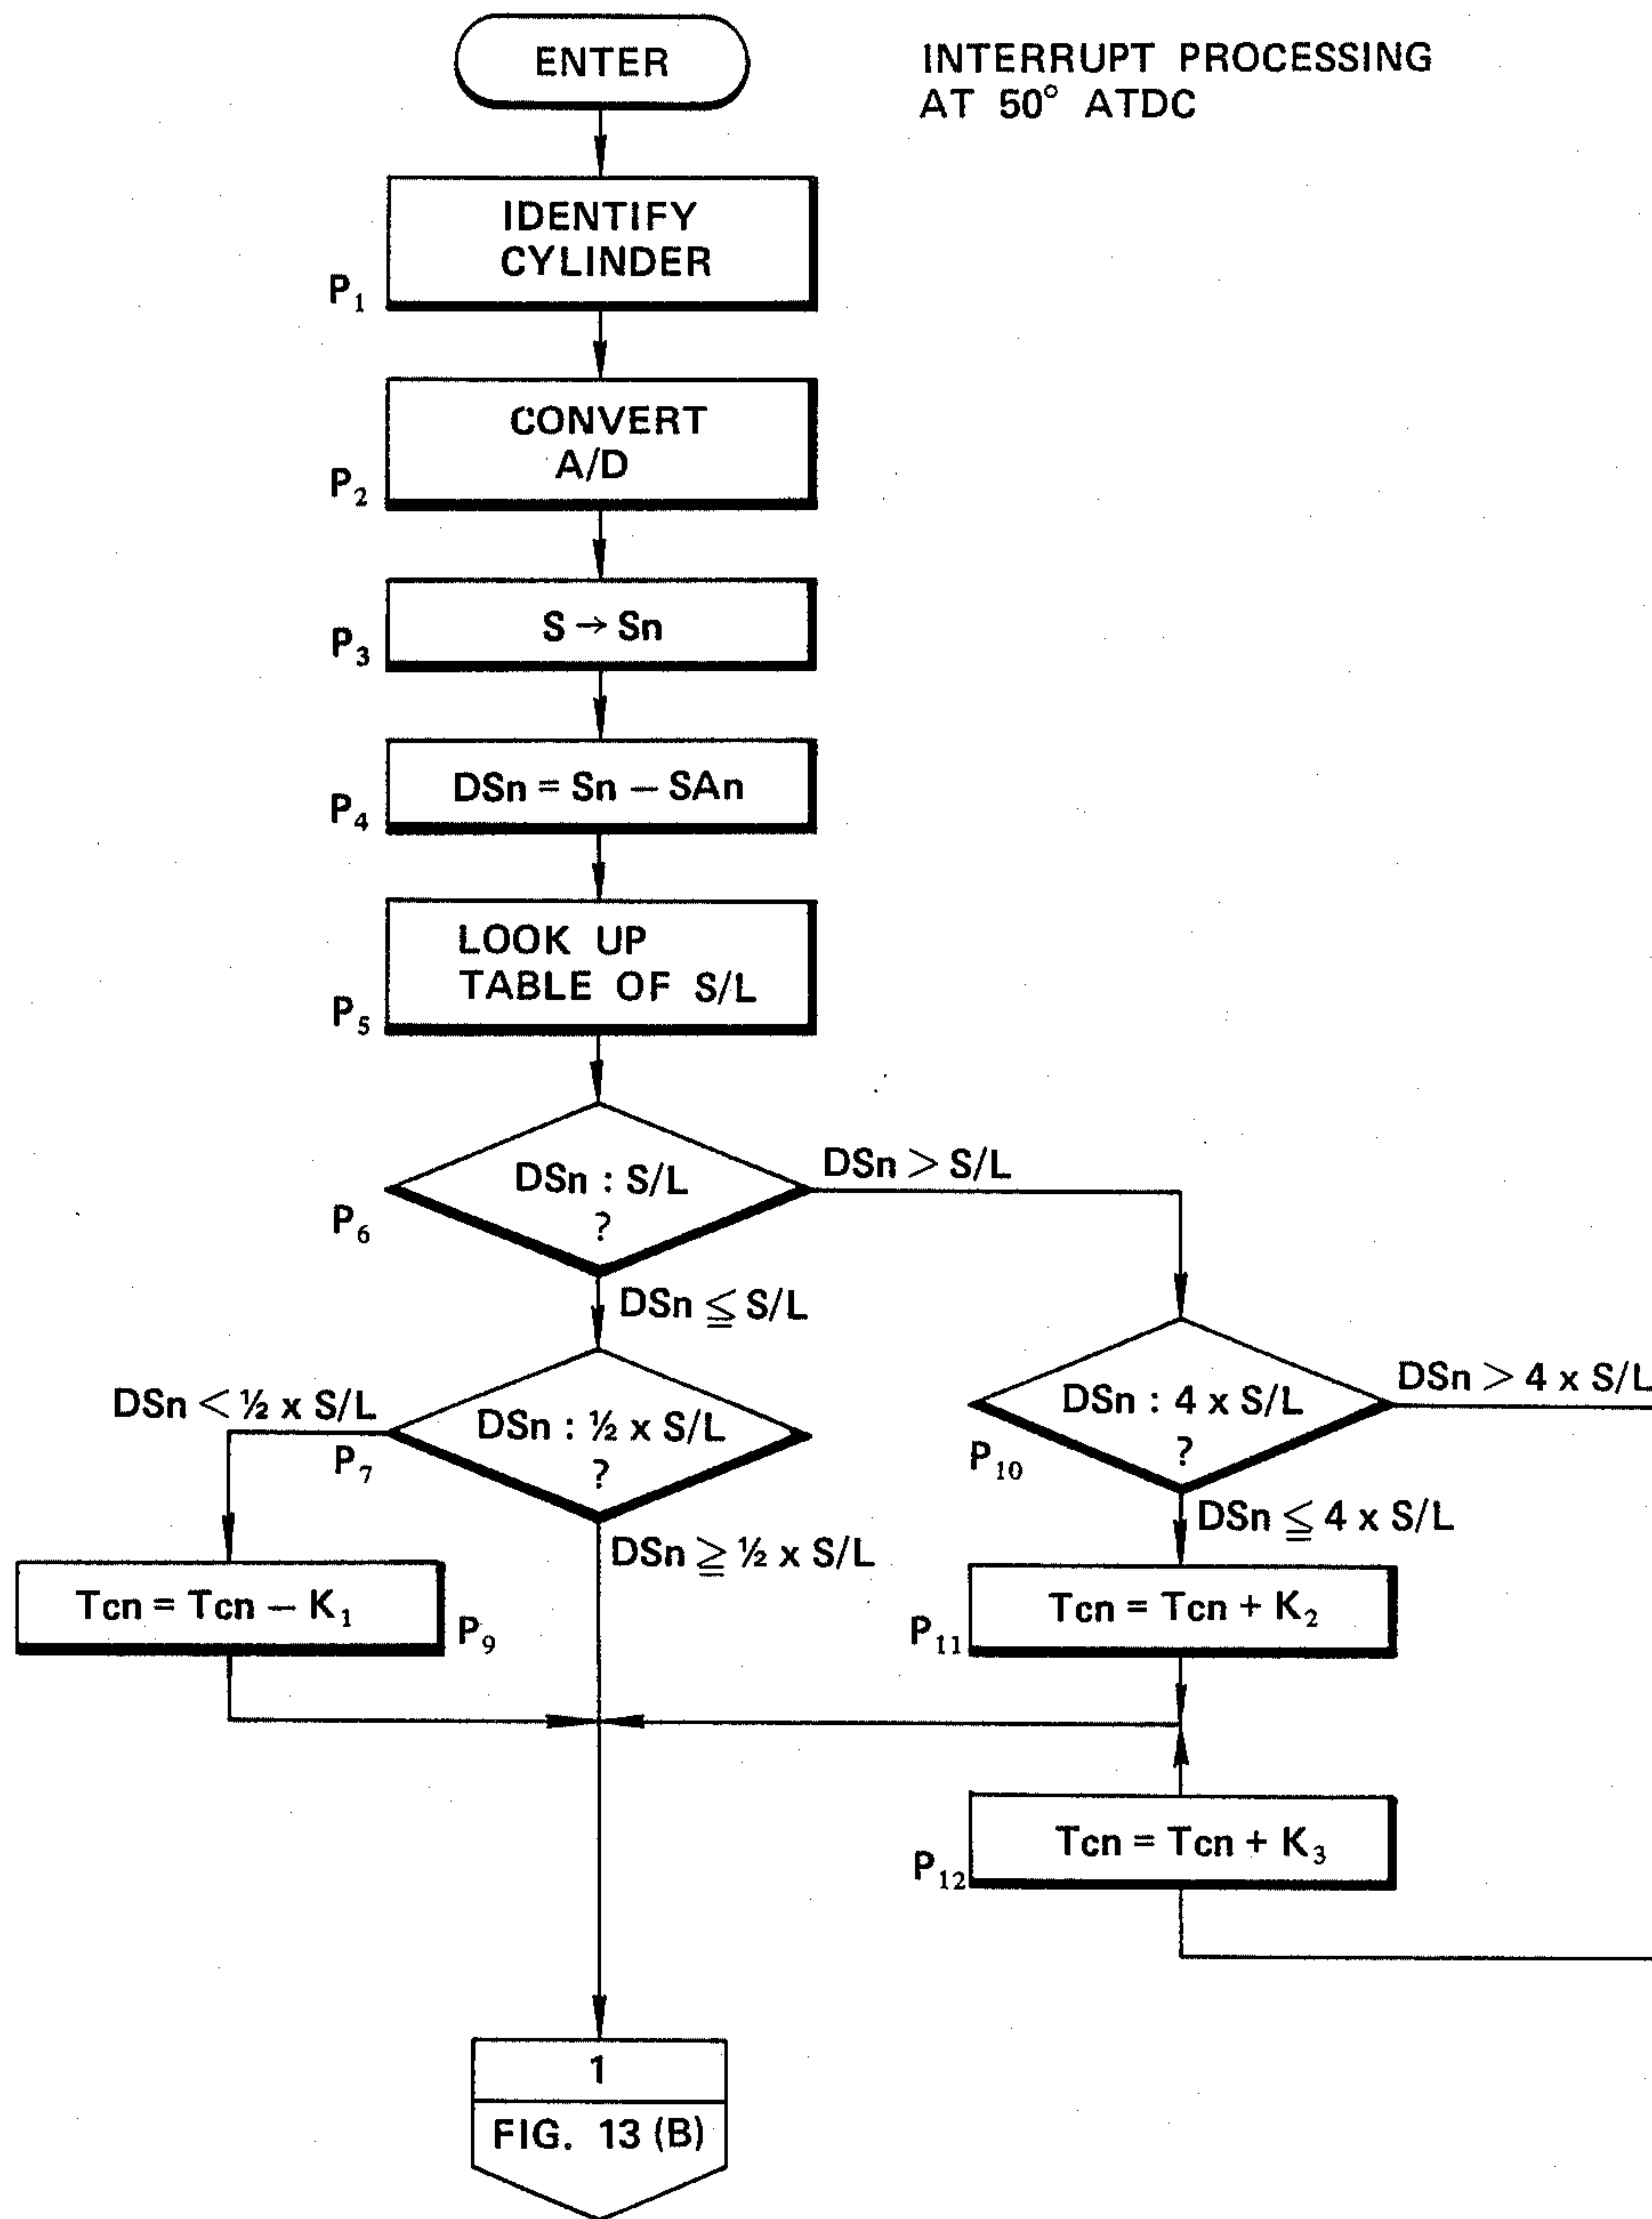 ENTER
INTERRUPT PROCESSING
AT 50° ATDC
IDENTIFY
CYLINDER
P₁
CONVERT
A/D
P₂
S → Sn
P₃
DSn = Sn − SAn
P₄
LOOK UP
TABLE OF S/L
P₅
DSn : S/L
?
P₆
DSn > S/L
DSn ≦ S/L
DSn : ½ x S/L
?
P₇
DSn < ½ x S/L
DSn ≧ ½ x S/L
DSn : 4 x S/L
?
P₁₀
DSn > 4 x S/L
DSn ≦ 4 x S/L
Tcn = Tcn − K₁
P₉
Tcn = Tcn + K₂
P₁₁
Tcn = Tcn + K₃
P₁₂
1
FIG. 13 (B)